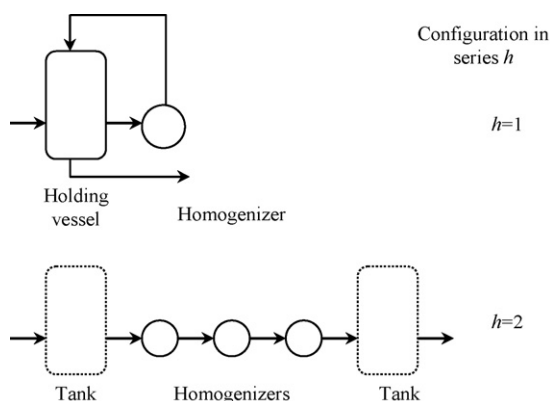 Configuration in
series h
h=1
Holding
vessel
Homogenizer
h=2
Tank
Homogenizers
Tank